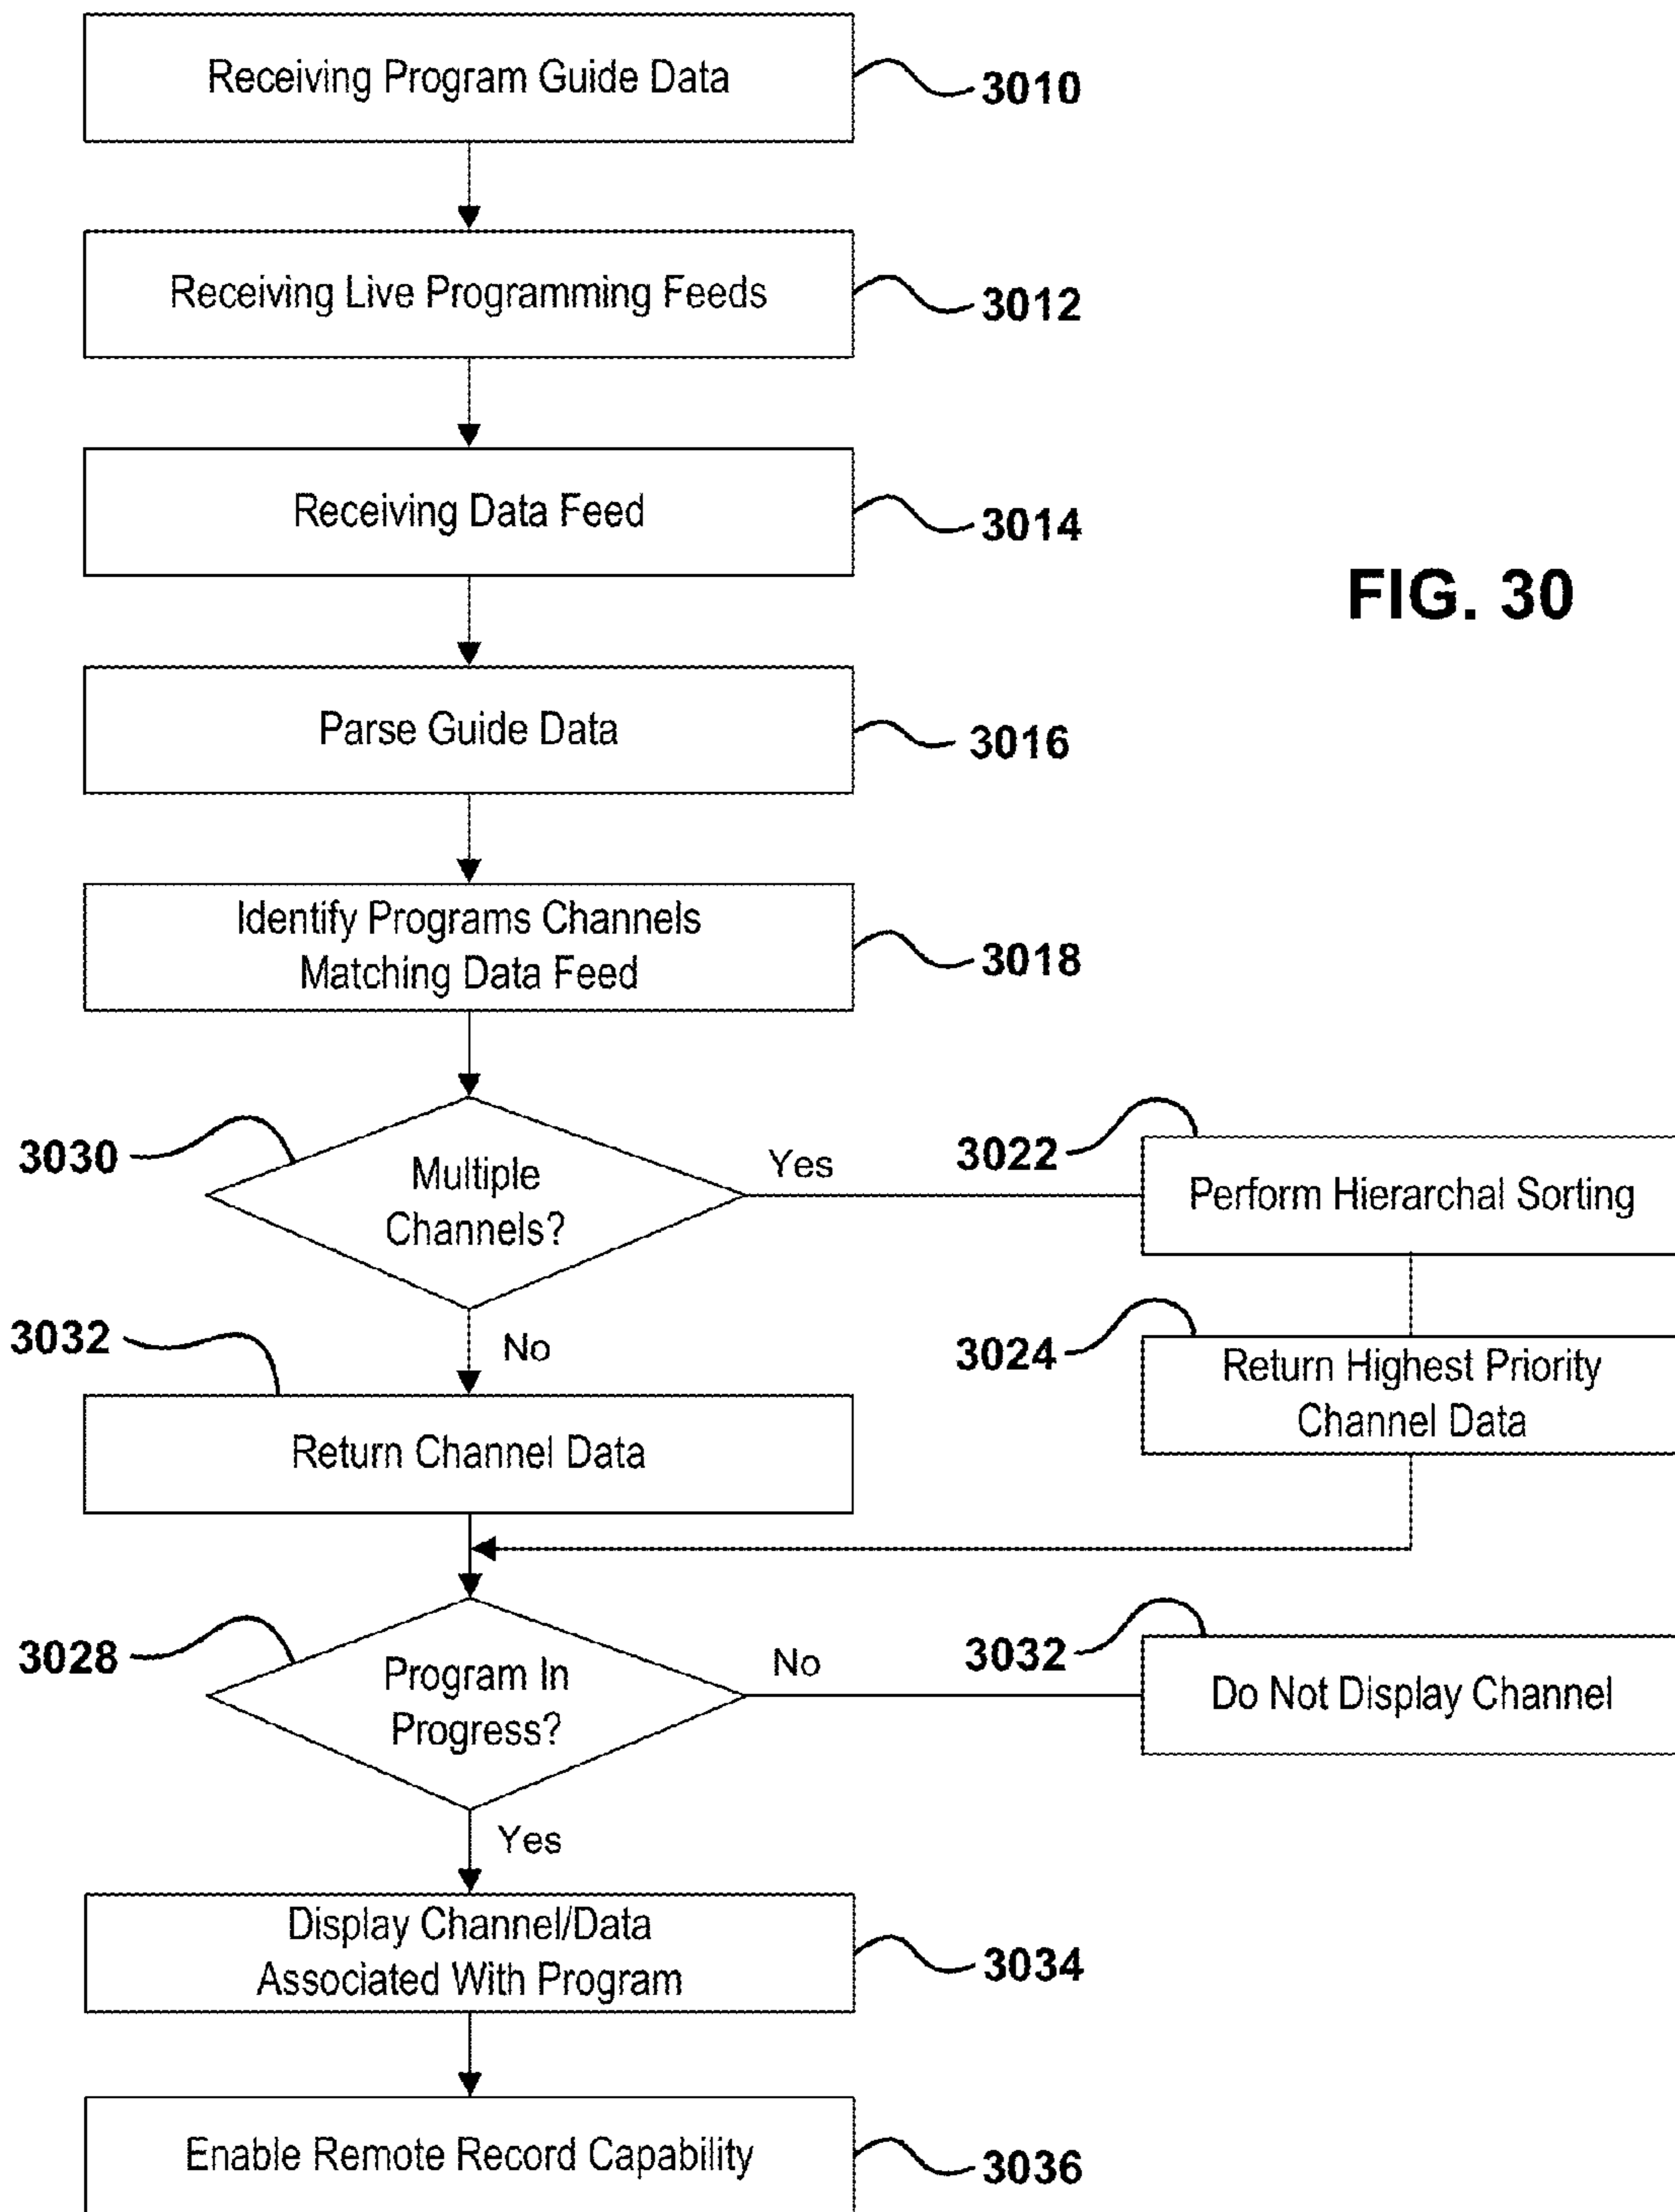 Receiving Program Guide Data
3010
Receiving Live Programming Feeds
3012
Receiving Data Feed
3014
FIG. 30
Parse Guide Data
3016
Identify Programs Channels
Matching Data Feed
3018
3030
Multiple
Channels?
Yes
3022
Perform Hierarchal Sorting
No
3032
Return Channel Data
3024
Return Highest Priority
Channel Data
3028
Program In
Progress?
No
3032
Do Not Display Channel
Yes
Display Channel/Data
Associated With Program
3034
Enable Remote Record Capability
3036